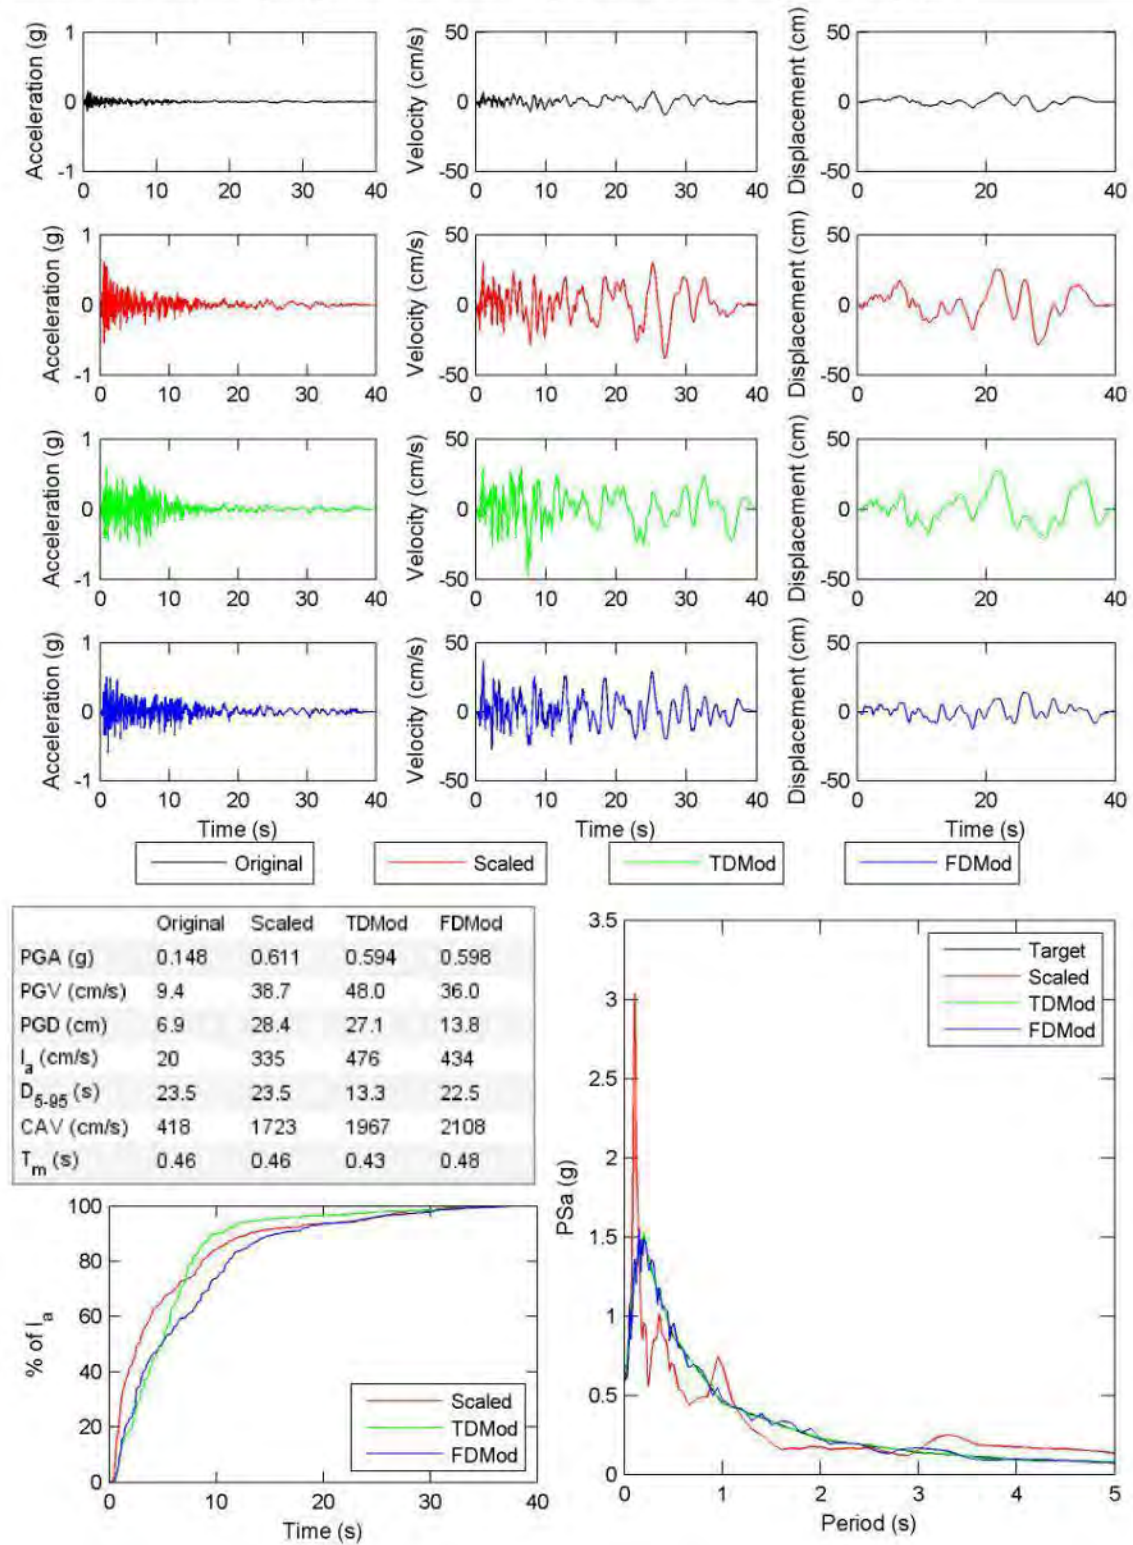 Acceleration (g)
1
0
-1
0 10 20 30 40
Velocity (cm/s)
50
0
-50
0 10 20 30 40
Displacement (cm)
50
0
-50
0 20 40
Acceleration (g)
1
0
-1
0 10 20 30 40
Velocity (cm/s)
50
0
-50
0 10 20 30 40
Displacement (cm)
50
0
-50
0 20 40
Acceleration (g)
1
0
-1
0 10 20 30 40
Velocity (cm/s)
50
0
-50
0 10 20 30 40
Displacement (cm)
50
0
-50
0 20 40
Acceleration (g)
1
0
-1
0 10 20 30 40
Time (s)
Velocity (cm/s)
50
0
-50
0 10 20 30 40
Time (s)
Displacement (cm)
50
0
-50
0 20 40
Time (s)
Original Scaled TDMod FDMod
Original Scaled TDMod FDMod
PGA (g) 0.148 0.611 0.594 0.598
PGV (cm/s) 9.4 38.7 48.0 36.0
PGD (cm) 6.9 28.4 27.1 13.8
I_a (cm/s) 20 335 476 434
D_5-95 (s) 23.5 23.5 13.3 22.5
CAV (cm/s) 418 1723 1967 2108
T_m (s) 0.46 0.46 0.43 0.48
% of I_a
100
80
60
40
20
0
0 10 20 30 40
Time (s)
Scaled
TDMod
FDMod
PSa (g)
3.5
3
2.5
2
1.5
1
0.5
0
0 1 2 3 4 5
Period (s)
Target
Scaled
TDMod
FDMod